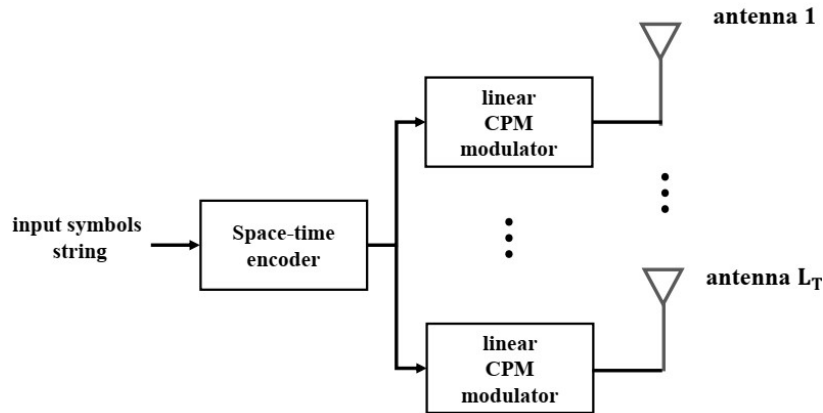 antenna 1
linear
CPM
modulator
input symbols
string
Space-time
encoder
antenna L_T
linear
CPM
modulator